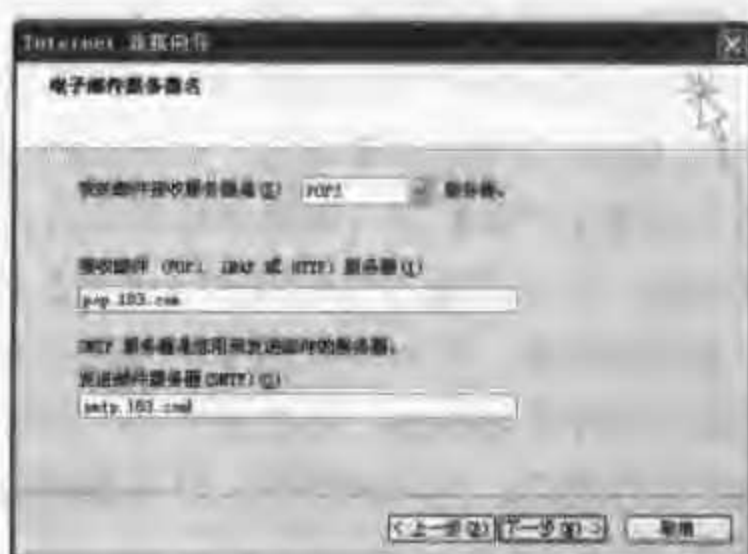 Internet 连接向导
电子邮件服务器名
我的邮件接收服务器是(S) POP3 服务器。
接收邮件 (POP3, IMAP 或 HTTP) 服务器(I)
pop.163.com
SMTP 服务器是您用来发送邮件的服务器。
发送邮件服务器(SMTP)(O)
smtp.163.com
<上一步(B) 下一步(N)> 取消